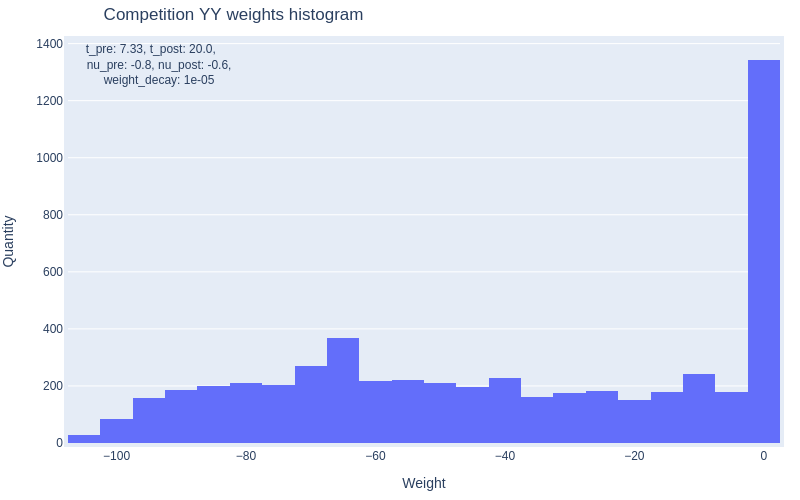 Competition YY weights histogram
t_pre: 7.33, t_post: 20.0,
nu_pre: -0.8, nu_post: -0.6,
weight_decay: 1e-05
1400
1200
1000
800
600
400
200
0
Quantity
−100
−80
−60
−40
−20
0
Weight